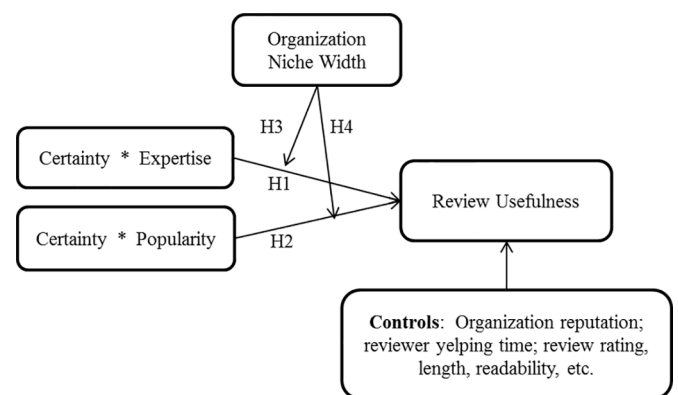 Organization
Niche Width
H3
H4
Certainty * Expertise
H1
Certainty * Popularity
H2
Review Usefulness
Controls: Organization reputation;
reviewer yelping time; review rating,
length, readability, etc.